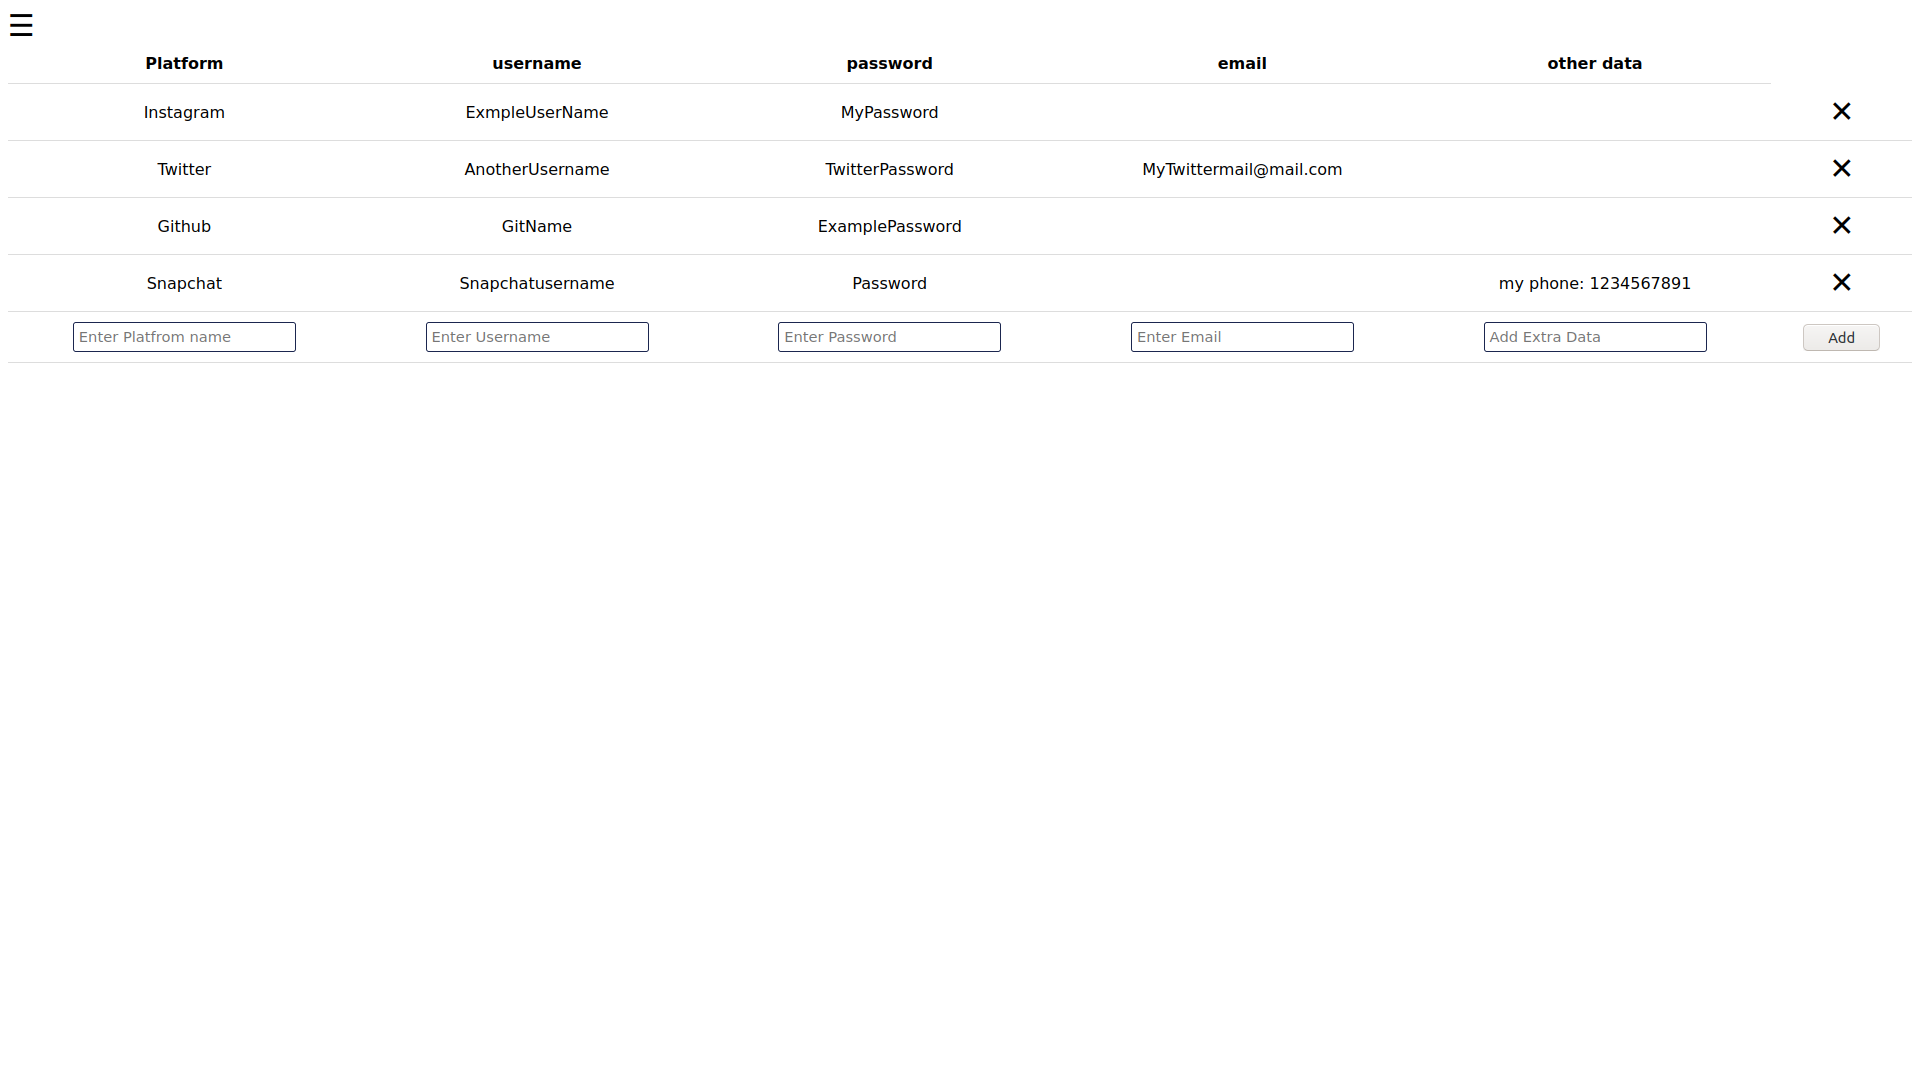 ☰
Platform username password email other data
Instagram ExmpleUserName MyPassword ✕
Twitter AnotherUsername TwitterPassword MyTwittermail@mail.com ✕
Github GitName ExamplePassword ✕
Snapchat Snapchatusername Password my phone: 1234567891 ✕
Enter Platfrom name Enter Username Enter Password Enter Email Add Extra Data Add